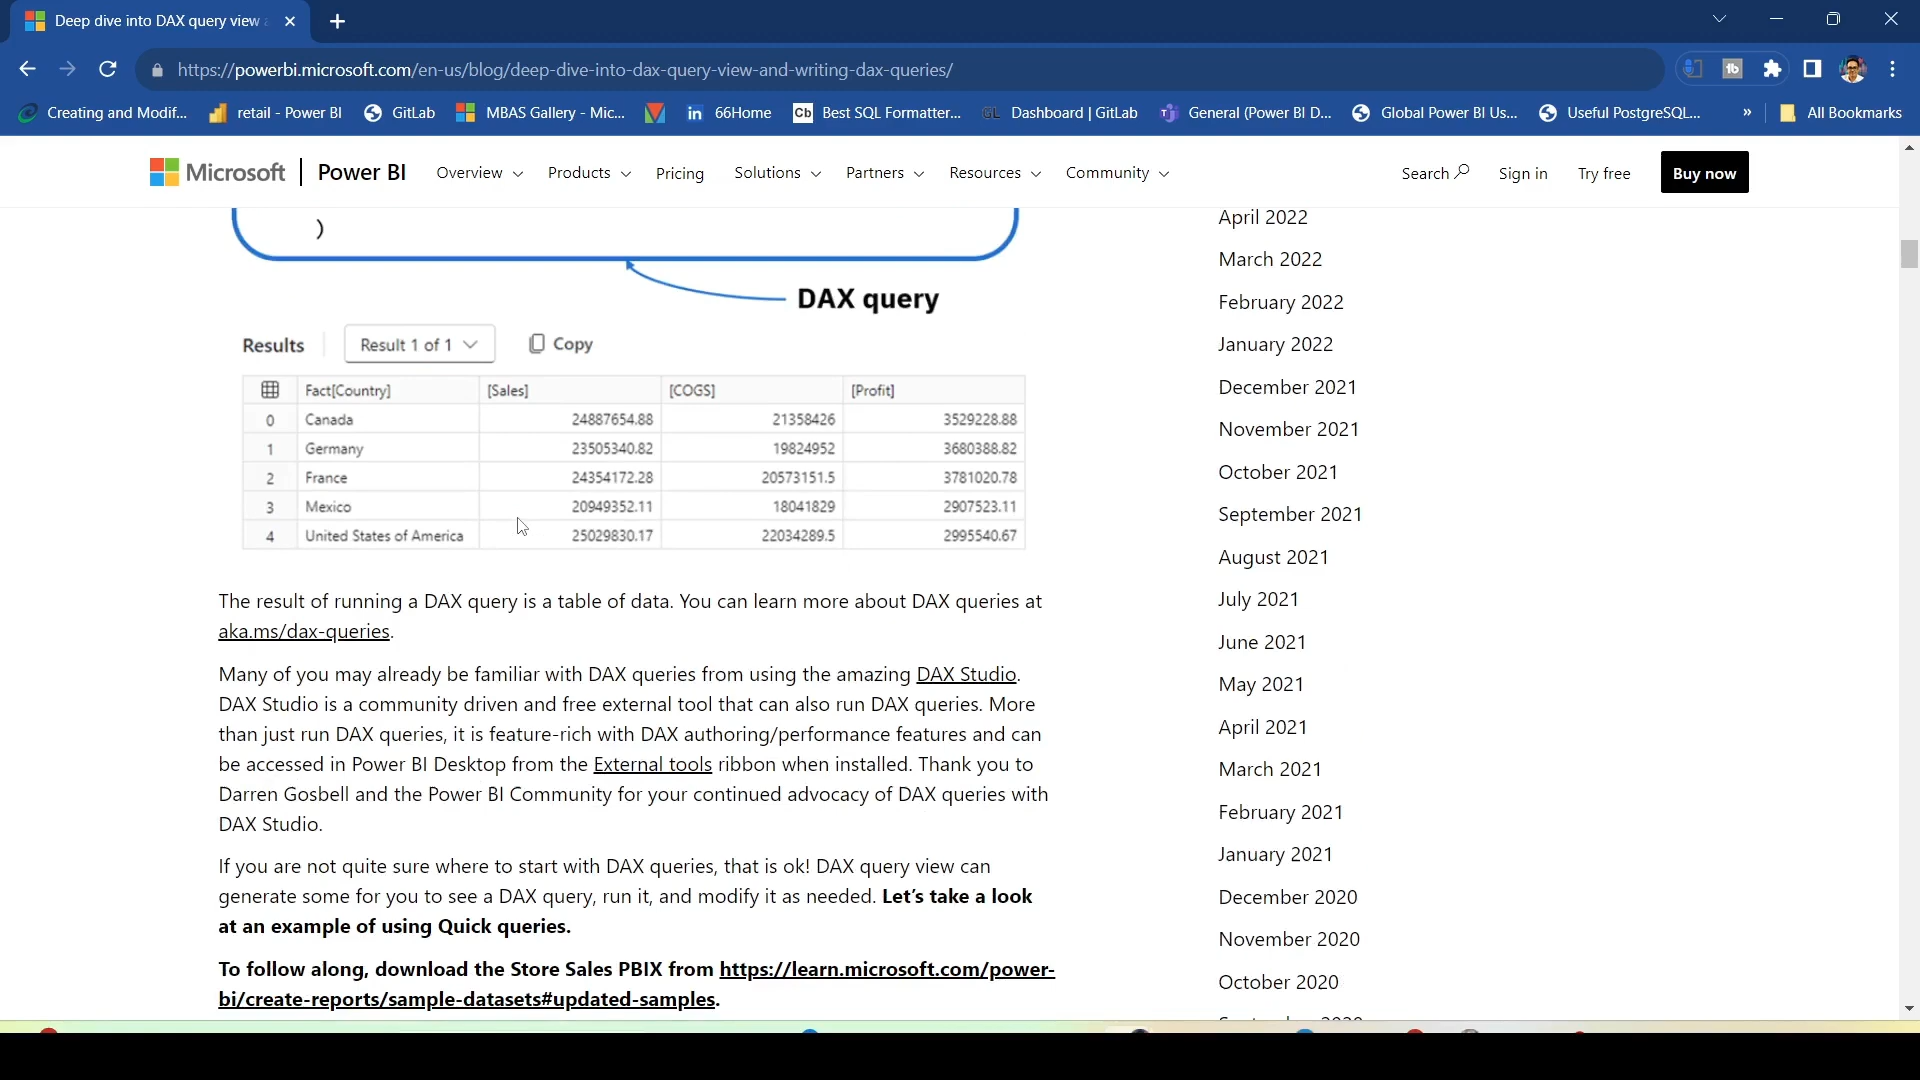 Deep dive into DAX query view
https://powerbi.microsoft.com/en-us/blog/deep-dive-into-dax-query-view-and-writing-dax-queries/
Creating and Modif... retail - Power BI GitLab MBAS Gallery - Mic... 66Home Cb Best SQL Formatter... GL Dashboard | GitLab General (Power BI D... Global Power BI Us... Useful PostgreSQL... » All Bookmarks
Microsoft Power BI Overview Products Pricing Solutions Partners Resources Community Search Sign in Try free Buy now
)
DAX query
Results Result 1 of 1 Copy
Fact[Country] [Sales] [COGS] [Profit]
0 Canada 24887654.88 21358426 3529228.88
1 Germany 23505340.82 19824952 3680388.82
2 France 24354172.28 20573151.5 3781020.78
3 Mexico 20949352.11 18041829 2907523.11
4 United States of America 25029830.17 22034289.5 2995540.67
The result of running a DAX query is a table of data. You can learn more about DAX queries at
aka.ms/dax-queries.
Many of you may already be familiar with DAX queries from using the amazing DAX Studio.
DAX Studio is a community driven and free external tool that can also run DAX queries. More
than just run DAX queries, it is feature-rich with DAX authoring/performance features and can
be accessed in Power BI Desktop from the External tools ribbon when installed. Thank you to
Darren Gosbell and the Power BI Community for your continued advocacy of DAX queries with
DAX Studio.
If you are not quite sure where to start with DAX queries, that is ok! DAX query view can
generate some for you to see a DAX query, run it, and modify it as needed. Let’s take a look
at an example of using Quick queries.
To follow along, download the Store Sales PBIX from https://learn.microsoft.com/power-
bi/create-reports/sample-datasets#updated-samples.
April 2022
March 2022
February 2022
January 2022
December 2021
November 2021
October 2021
September 2021
August 2021
July 2021
June 2021
May 2021
April 2021
March 2021
February 2021
January 2021
December 2020
November 2020
October 2020